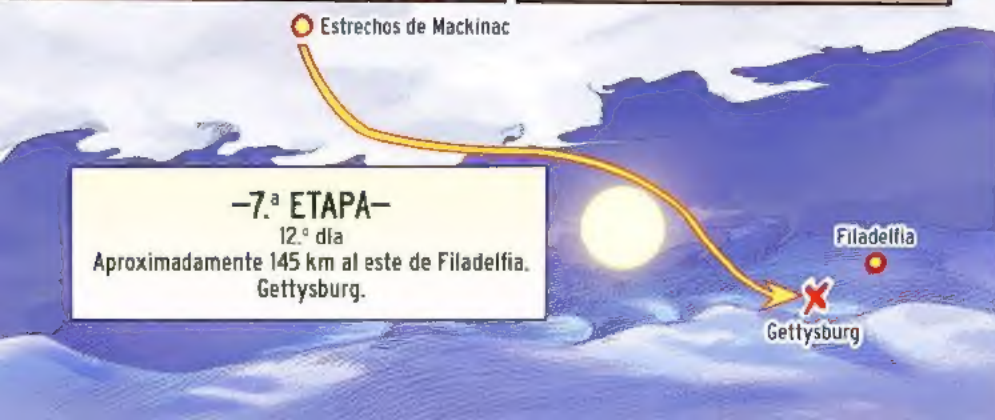 Estrechos de Mackinac
–7.ª ETAPA–
12.º día
Aproximadamente 145 km al este de Filadelfia.
Gettysburg.
Filadelfia
Gettysburg